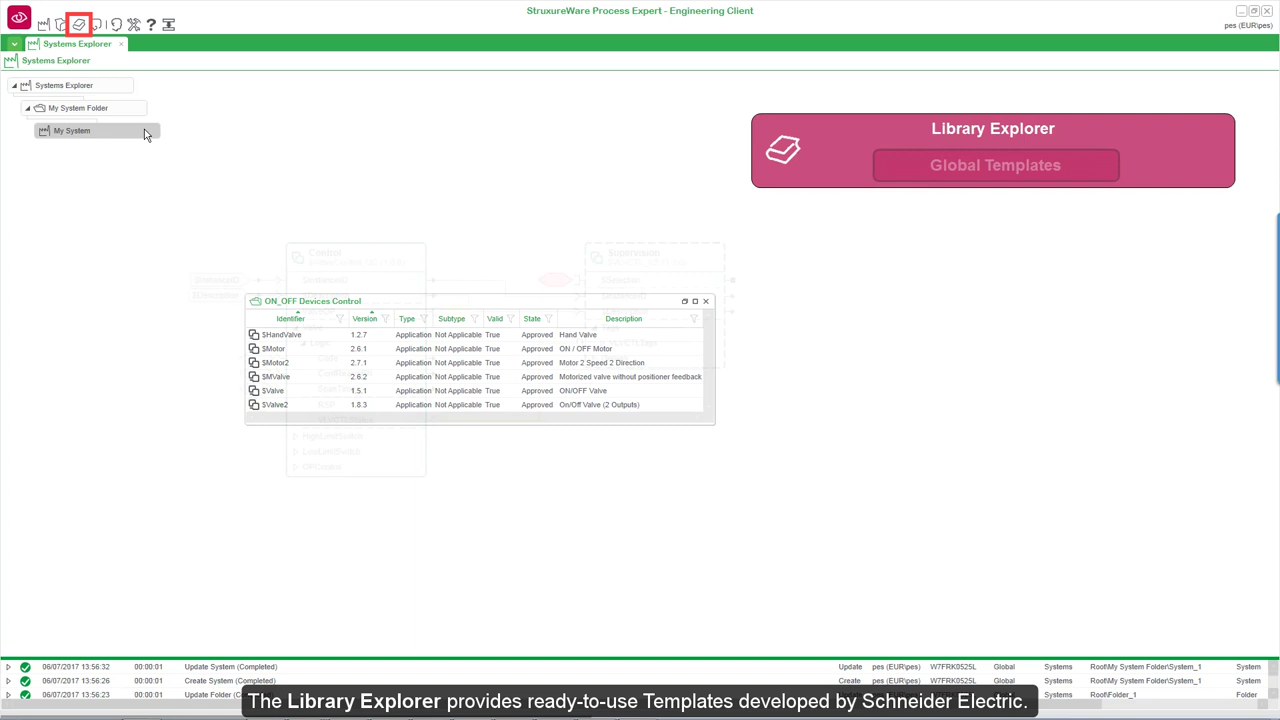 StruxureWare Process Expert - Engineering Client
pes (EUR\pes)
Systems Explorer ×
Systems Explorer
Systems Explorer
My System Folder
My System
Library Explorer
Global Templates
Control
Supervision
ON_OFF Devices Control
Identifier Version Type Subtype Valid State Description
$HandValve 1.2.7 Application Not Applicable True Approved Hand Valve
$Motor 2.6.1 Application Not Applicable True Approved ON / OFF Motor
$Motor2 2.7.1 Application Not Applicable True Approved Motor 2 Speed 2 Direction
$MValve 2.6.2 Application Not Applicable True Approved Motorized valve without positioner feedback
$Valve 1.5.1 Application Not Applicable True Approved ON/OFF Valve
$Valve2 1.8.3 Application Not Applicable True Approved On/Off Valve (2 Outputs)
HighLimitSwitch
LowLimitSwitch
06/07/2017 13:56:32 00:00:01 Update System (Completed) Update pes (EUR\pes) W7FRK0525L Global Systems Root\My System Folder\System_1 System
06/07/2017 13:56:26 00:00:01 Create System (Completed) Create pes (EUR\pes) W7FRK0525L Global Systems Root\My System Folder\System_1 System
06/07/2017 13:56:23 00:00:01 Update Folder (Completed) Update pes (EUR\pes) W7FRK0525L Global Systems Root\Folder_1 Folder
The Library Explorer provides ready-to-use Templates developed by Schneider Electric.